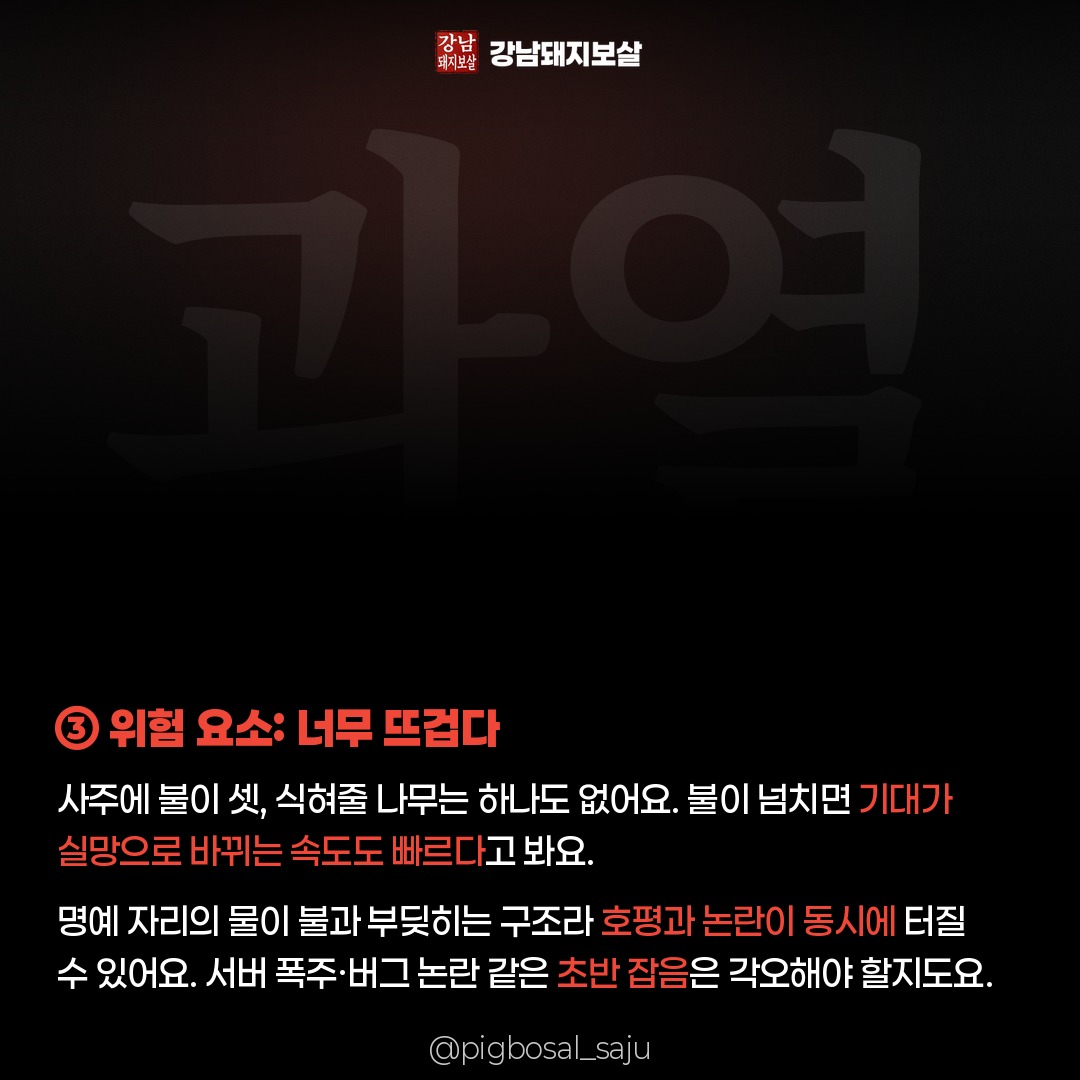 강남
돼지보살
강남돼지보살
과열
③ 위험 요소: 너무 뜨겁다
사주에 불이 셋, 식혀줄 나무는 하나도 없어요. 불이 넘치면 기대가
실망으로 바뀌는 속도도 빠르다고 봐요.
명예 자리의 물이 불과 부딪히는 구조라 호평과 논란이 동시에 터질
수 있어요. 서버 폭주·버그 논란 같은 초반 잡음은 각오해야 할지도요.
@pigbosal_saju